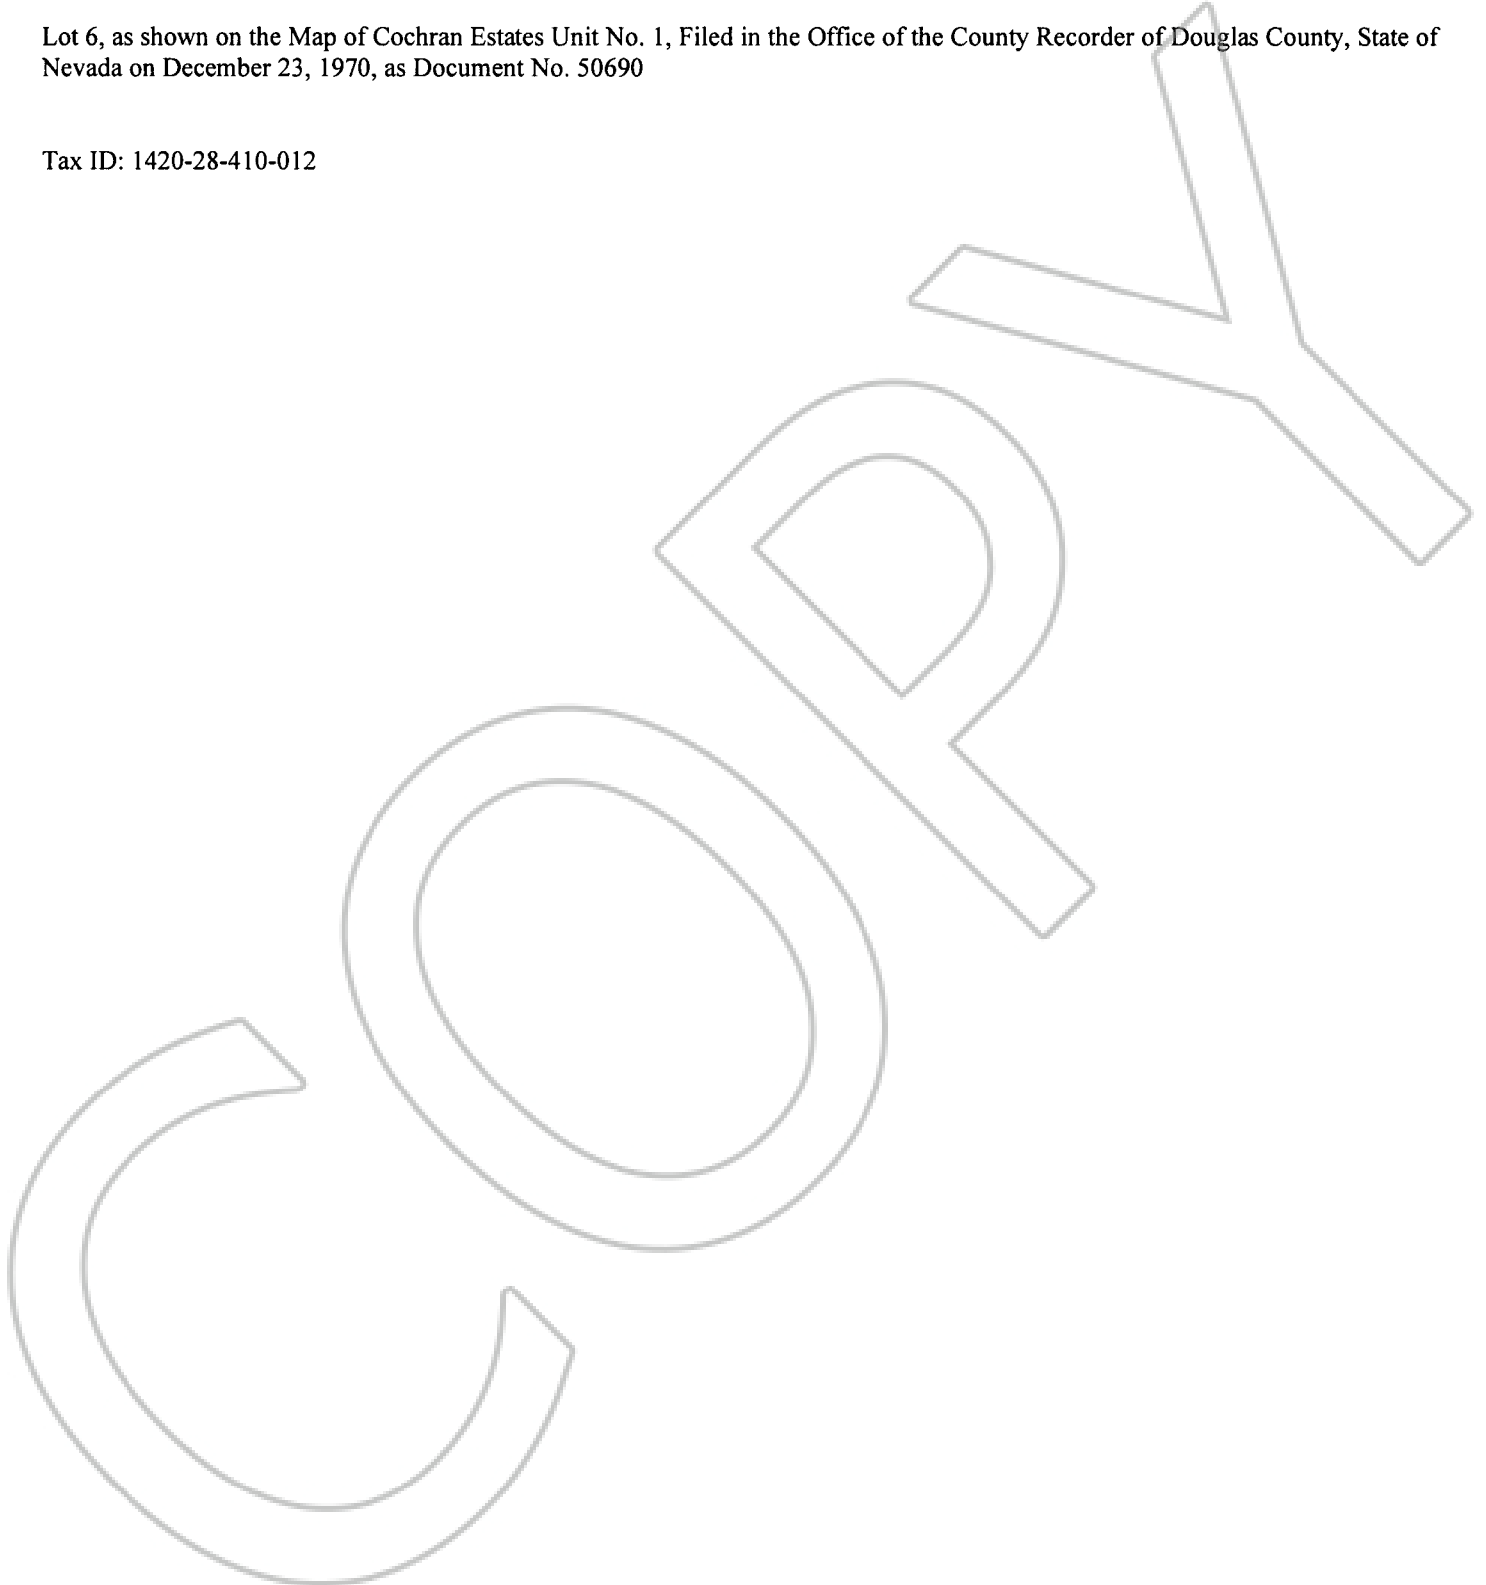 Lot 6, as shown on the Map of Cochran Estates Unit No. 1, Filed in the Office of the County Recorder of Douglas County, State of
Nevada on December 23, 1970, as Document No. 50690
Tax ID: 1420-28-410-012
COPY